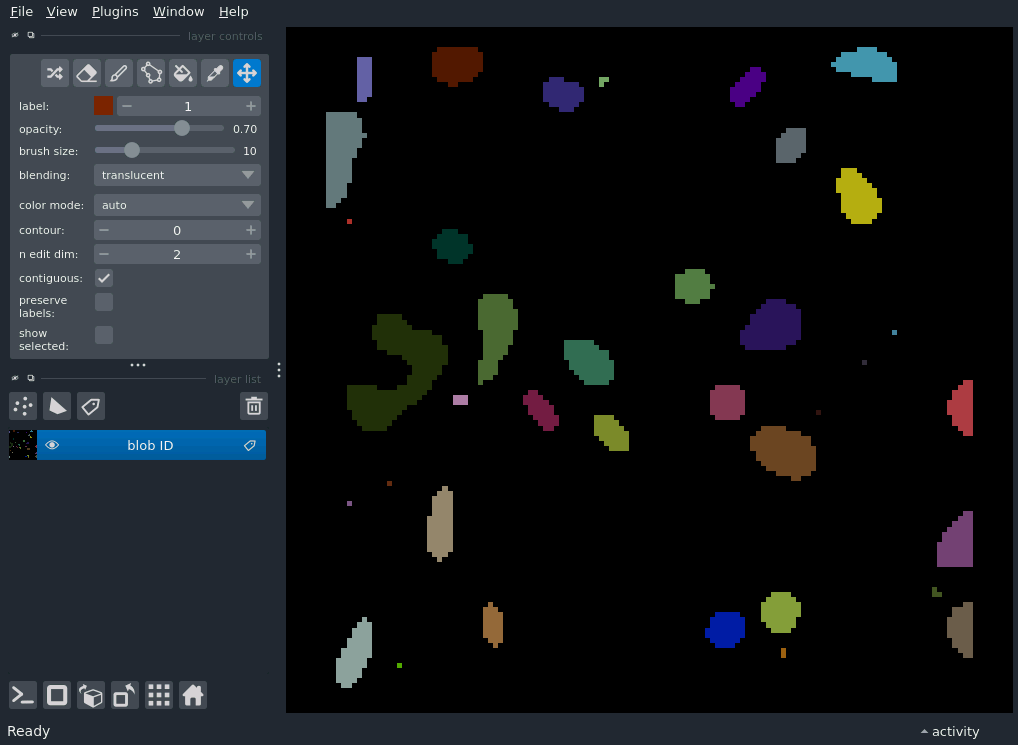 File View Plugins Window Help
layer controls
label: 1
opacity: 0.70
brush size: 10
blending: translucent
color mode: auto
contour: 0
n edit dim: 2
contiguous:
preserve
labels:
show
selected:
layer list
blob ID
Ready
activity